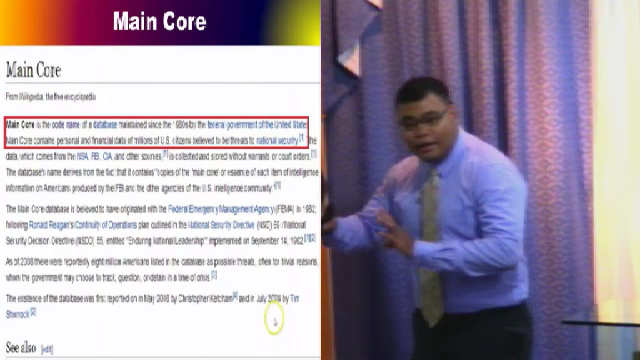 Main Core
Main Core
From Wikipedia, the free encyclopedia
Main Core is the code name of a database maintained since the 1980s by the federal government of the United States.
Main Core contains personal and financial data of millions of U.S. citizens believed to be threats to national security.[1] The
data, which comes from the NSA, FBI, CIA, and other sources, is collected and stored without warrants or court orders.[1]
The database's name derives from the fact that it contains "copies of the 'main core' or essence of each item of intelligence
information on Americans produced by the FBI and the other agencies of the U.S. intelligence community."[1]
The Main Core database is believed to have originated with the Federal Emergency Management Agency (FEMA) in 1982,
following Ronald Reagan's Continuity of Operations plan outlined in the National Security Directive (NSD) 69 / National
Security Decision Directive (NSDD) 55, entitled "Enduring National Leadership" implemented on September 14, 1982.[1][2]
As of 2008 there were reportedly eight million Americans listed in the database as possible threats, often for trivial reasons,
whom the government may choose to track, question, or detain in a time of crisis.[3]
The existence of the database was first reported on in May 2008 by Christopher Ketcham[4] and in July 2008 by Tim
Shorrock.[2]
See also [edit]